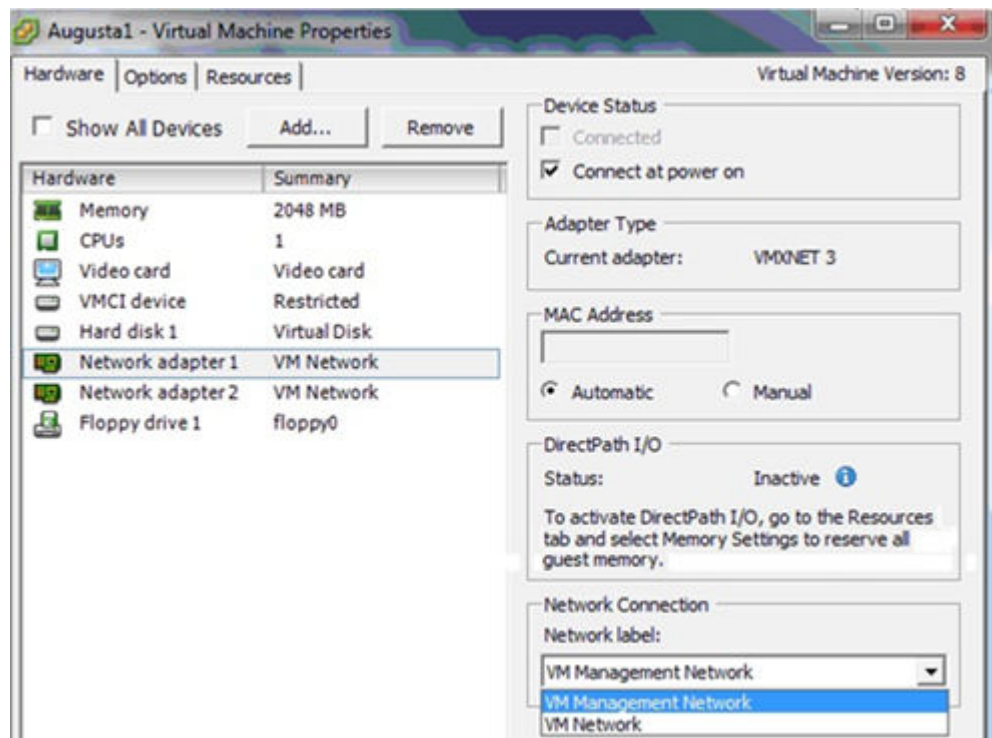 Augusta1 - Virtual Machine Properties
Hardware Options Resources
Virtual Machine Version: 8
Show All Devices
Add...
Remove
Hardware Summary
Memory 2048 MB
CPUs 1
Video card Video card
VMCI device Restricted
Hard disk 1 Virtual Disk
Network adapter 1 VM Network
Network adapter 2 VM Network
Floppy drive 1 floppy0
Device Status
Connected
Connect at power on
Adapter Type
Current adapter: VMXNET 3
MAC Address
Automatic Manual
DirectPath I/O
Status: Inactive
To activate DirectPath I/O, go to the Resources
tab and select Memory Settings to reserve all
guest memory.
Network Connection
Network label:
VM Management Network
VM Management Network
VM Network